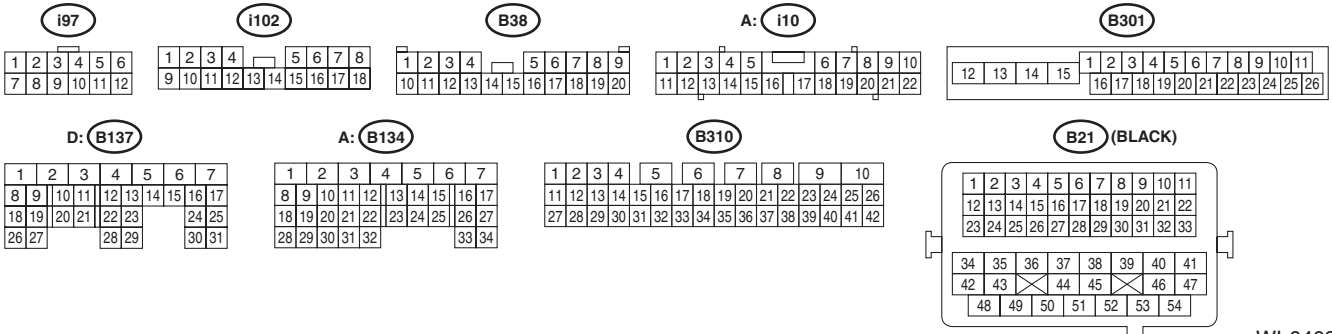 i97 i102 B38 A: i10 B301
1 2 3 4 5 6
7 8 9 10 11 12
1 2 3 4 5 6 7 8
9 10 11 12 13 14 15 16 17 18
1 2 3 4 5 6 7 8 9
10 11 12 13 14 15 16 17 18 19 20
1 2 3 4 5 6 7 8 9 10
11 12 13 14 15 16 17 18 19 20 21 22
12 13 14 15 1 2 3 4 5 6 7 8 9 10 11
16 17 18 19 20 21 22 23 24 25 26
D: B137 A: B134 B310 B21 (BLACK)
1 2 3 4 5 6 7
8 9 10 11 12 13 14 15 16 17
18 19 20 21 22 23 24 25
26 27 28 29 30 31
1 2 3 4 5 6 7
8 9 10 11 12 13 14 15 16 17
18 19 20 21 22 23 24 25 26 27
28 29 30 31 32 33 34
1 2 3 4 5 6 7 8 9 10
11 12 13 14 15 16 17 18 19 20 21 22 23 24 25 26
27 28 29 30 31 32 33 34 35 36 37 38 39 40 41 42
1 2 3 4 5 6 7 8 9 10 11
12 13 14 15 16 17 18 19 20 21 22
23 24 25 26 27 28 29 30 31 32 33
34 35 36 37 38 39 40 41
42 43 44 45 46 47
48 49 50 51 52 53 54